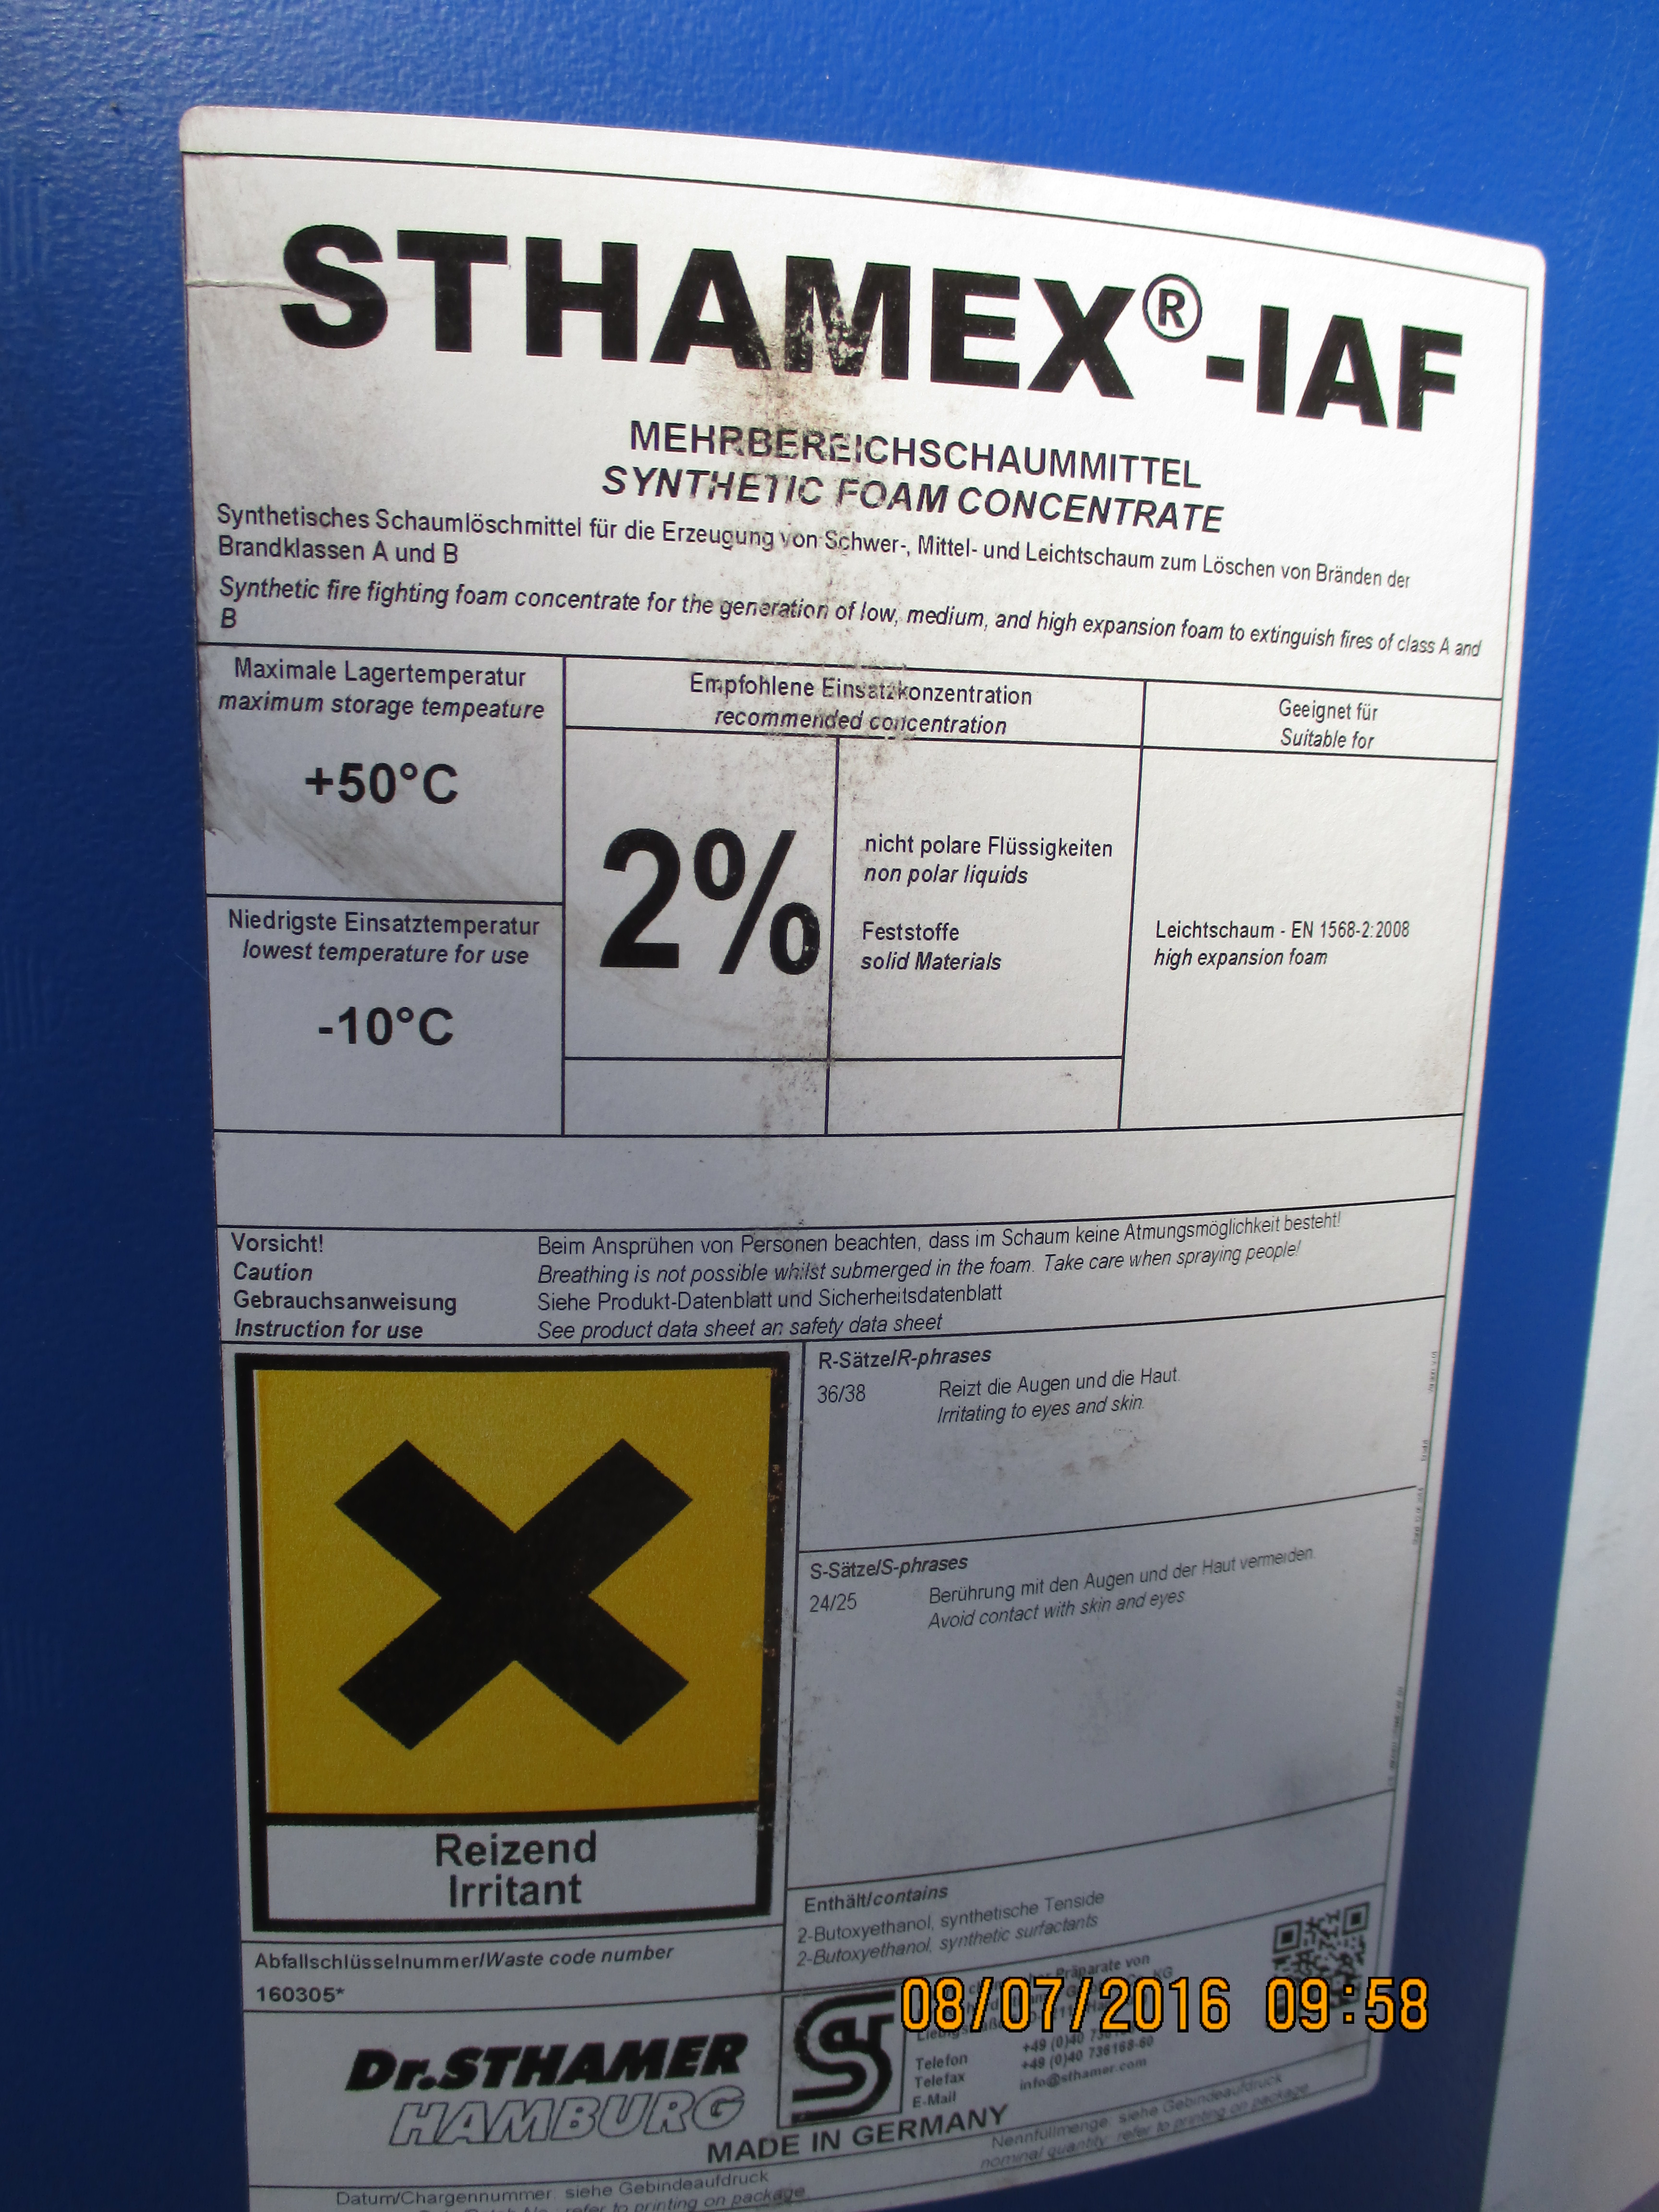 STHAMEX®-IAF
MEHRBEREICHSCHAUMMITTEL
SYNTHETIC FOAM CONCENTRATE
Synthetisches Schaumlöschmittel für die Erzeugung von Schwer-, Mittel- und Leichtschaum zum Löschen von Bränden der
Brandklassen A und B
Synthetic fire fighting foam concentrate for the generation of low, medium, and high expansion foam to extinguish fires of class A and
B
Maximale Lagertemperatur
maximum storage tempeature
+50°C
Niedrigste Einsatztemperatur
lowest temperature for use
-10°C
Empfohlene Einsatzkonzentration
recommended concentration
2%
nicht polare Flüssigkeiten
non polar liquids
Feststoffe
solid Materials
Geeignet für
Suitable for
Leichtschaum - EN 1568-2:2008
high expansion foam
Vorsicht! Beim Ansprühen von Personen beachten, dass im Schaum keine Atmungsmöglichkeit besteht!
Caution Breathing is not possible whilst submerged in the foam. Take care when spraying people!
Gebrauchsanweisung Siehe Produkt-Datenblatt und Sicherheitsdatenblatt
Instruction for use See product data sheet an safety data sheet
Reizend
Irritant
R-Sätze/R-phrases
36/38 Reizt die Augen und die Haut.
Irritating to eyes and skin.
S-Sätze/S-phrases
24/25 Berührung mit den Augen und der Haut vermeiden.
Avoid contact with skin and eyes.
Enthält/contains
2-Butoxyethanol, synthetische Tenside
2-Butoxyethanol, synthetic surfactants
Abfallschlüsselnummer/Waste code number
160305*
Dr.STHAMER
HAMBURG
Präparate von
KG
Telefon +49 (0)40
Telefax +49 (0)40 736168-60
E-Mail info@sthamer.com
MADE IN GERMANY
Nennfüllmenge: siehe Gebindeaufdruck
nominal quantity: refer to printing on package
Datum/Chargennummer: siehe Gebindeaufdruck
refer to printing on package
08/07/2016 09:58